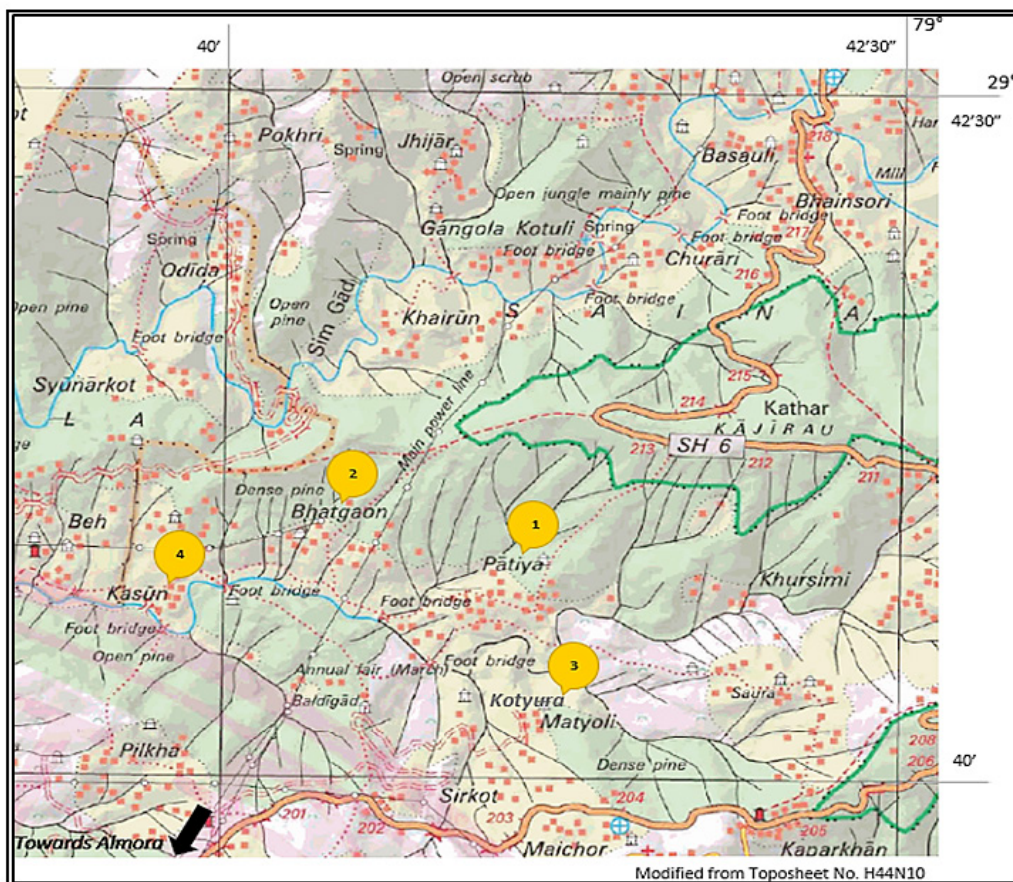 79°
40'
42'30"
29°
42'30"
Open scrub
Pokhri
Spring
Jhijār
218
Basauli
Mill
Open jungle mainly pine
Bhainsori
Foot bridge
217
Gangola Kotuli
Spring
Foot bridge
Foot bridge
Churāri
216
Spring
Odida
Open pine
Open
pine
Sim Gad
Foot bridge
Khairūn
S A I N A
Foot bridge
Syunārkot
215
Main power line
214
Kathar
KĀJĪRAU
L A
SH 6
213
212
211
2
Dense pine
Bhatgaon
1
Beh
4
Pātiya
Khursimi
Kasūn
Foot bridge
Foot bridge
Foot bridge
Open pine
Annual fair (March)
Foot bridge
3
Baldīgād
Kotyura
Saura
Matyoli
Pilkha
208
206
Dense pine
40'
Sirkot
201
202
203
204
205
Towards Almora
Maichor
Kaparkhān
Modified from Toposheet No. H44N10